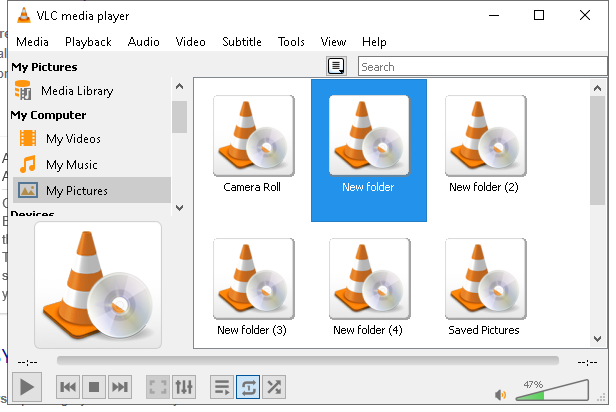 VLC media player
Media Playback Audio Video Subtitle Tools View Help
My Pictures
Search
Media Library
My Computer
My Videos
My Music
My Pictures
Devices
Camera Roll New folder New folder (2)
New folder (3) New folder (4) Saved Pictures
--:-- --:--
47%